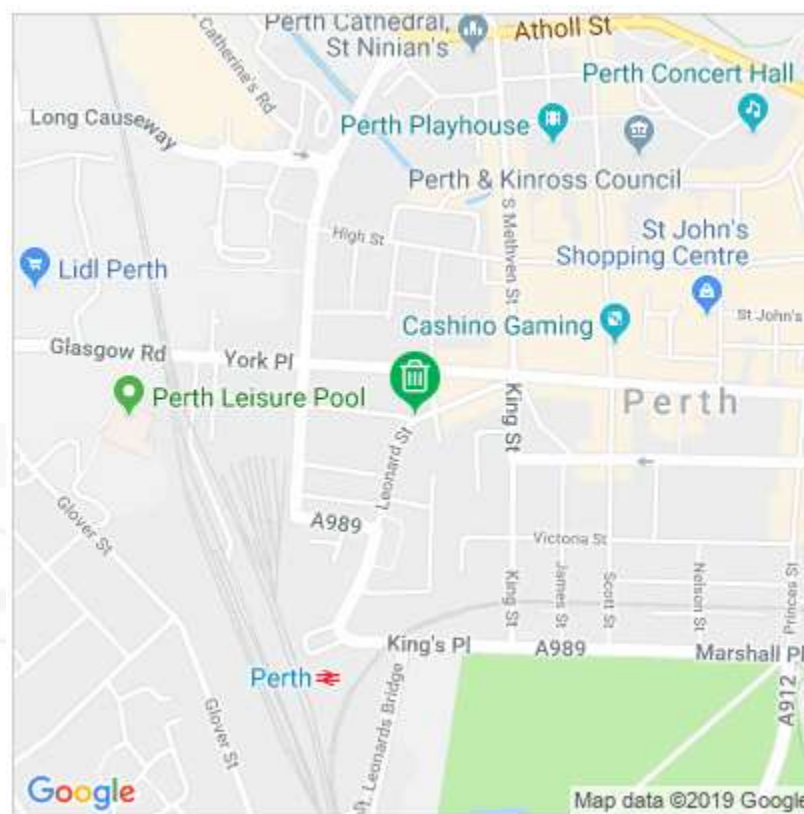 Perth Cathedral,
St Ninian's
Atholl St
Catherine's Rd
Perth Concert Hall
Long Causeway
Perth Playhouse
Perth & Kinross Council
S Methven St
High St
St John's
Shopping Centre
Lidl Perth
Cashino Gaming
St John's
Glasgow Rd
York Pl
Perth Leisure Pool
King St
Perth
Leonard St
Glover St
A989
Victoria St
King St
James St
Scott St
Nelson St
Princes St
King's Pl
A989
Marshall Pl
Perth
A912
Glover St
St. Leonards Bridge
Google
Map data ©2019 Google